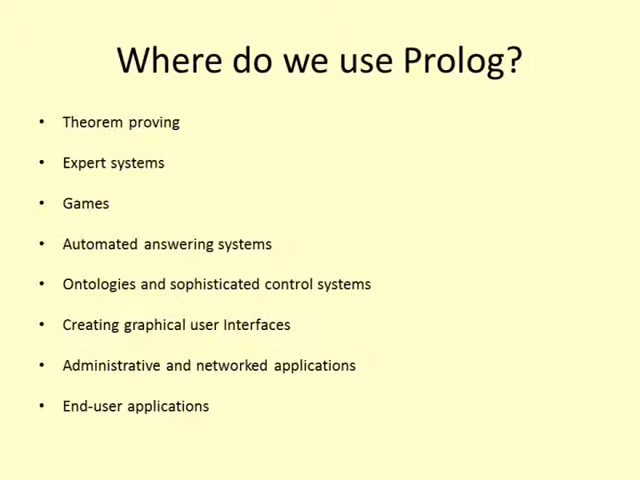 Where do we use Prolog?
• Theorem proving
• Expert systems
• Games
• Automated answering systems
• Ontologies and sophisticated control systems
• Creating graphical user Interfaces
• Administrative and networked applications
• End-user applications